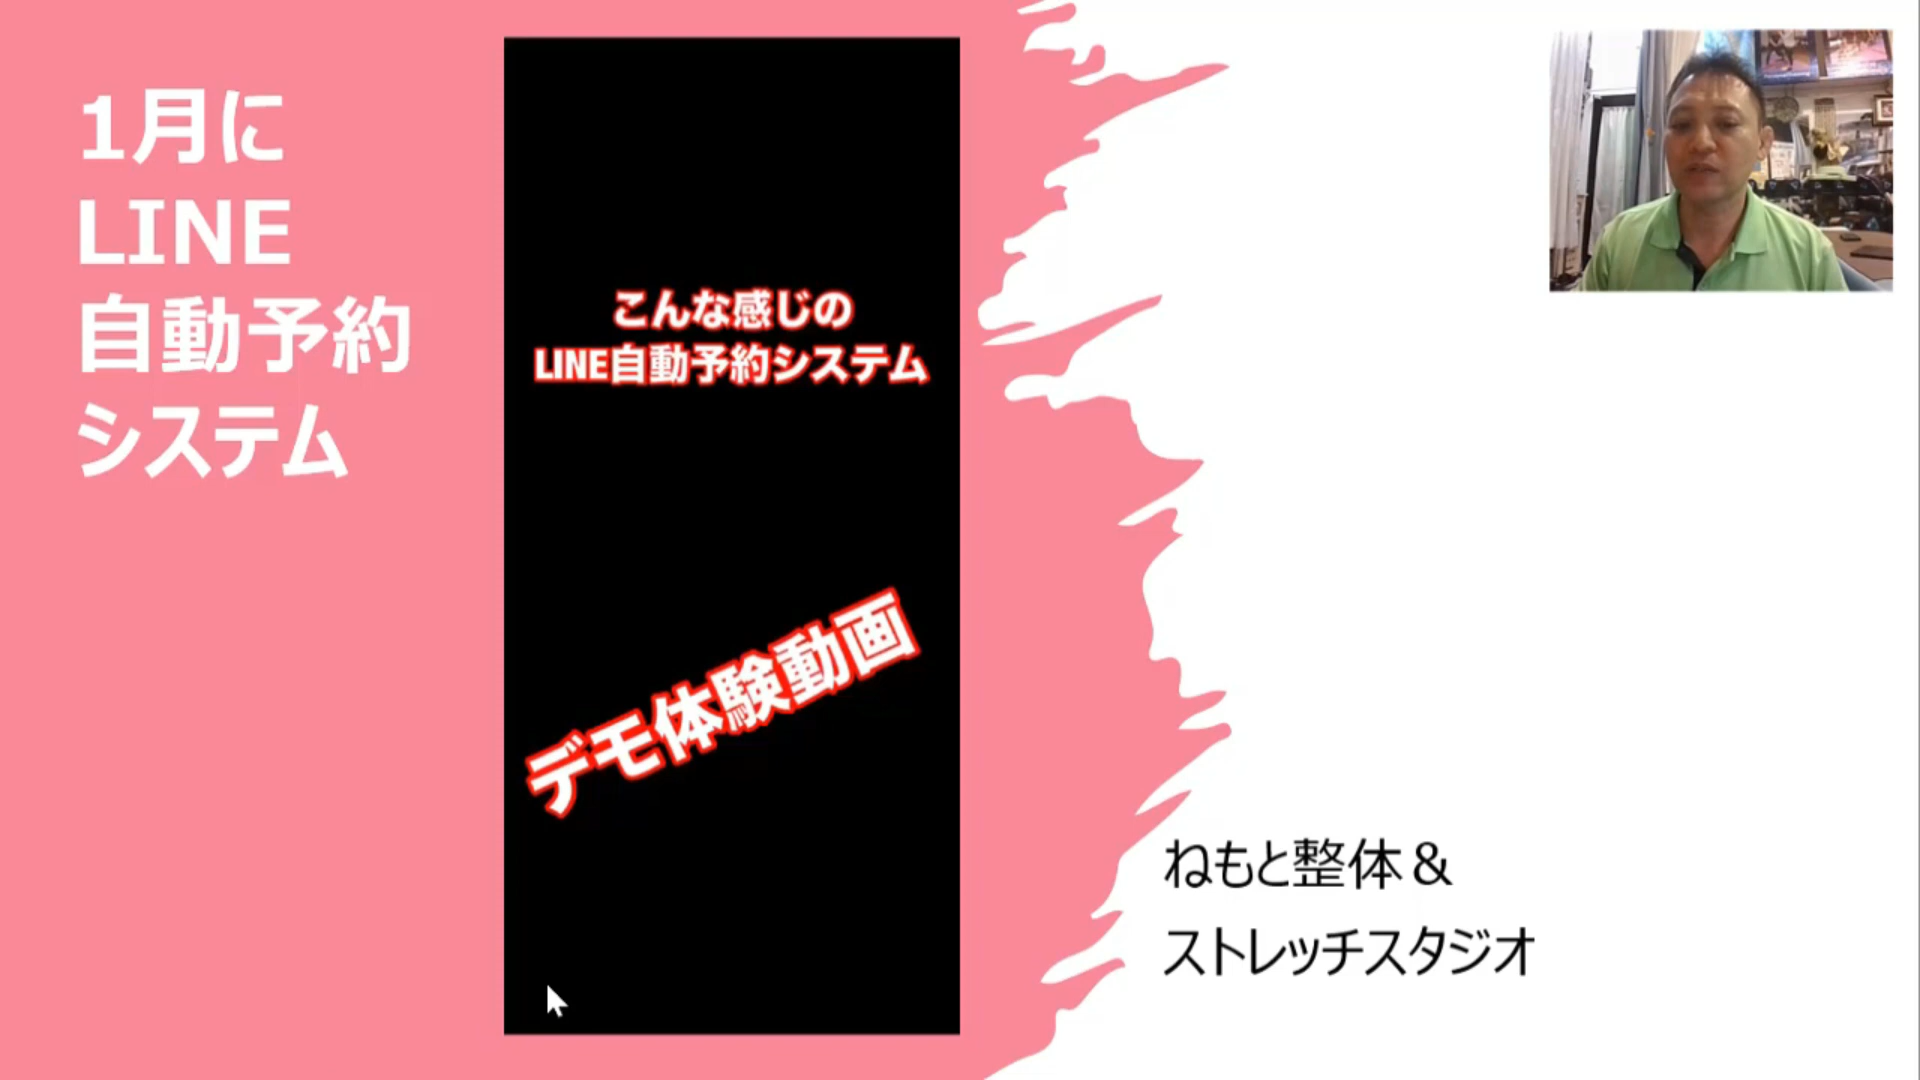 1月に
LINE
自動予約
システム
こんな感じの
LINE自動予約システム
デモ体験動画
ねもと整体&
ストレッチスタジオ